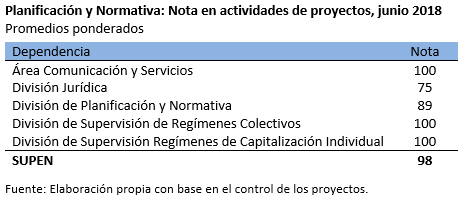 Planificación y Normativa: Nota en actividades de proyectos, junio 2018
Promedios ponderados
Dependencia Nota
Área Comunicación y Servicios 100
División Jurídica 75
División de Planificación y Normativa 89
División de Supervisión de Regímenes Colectivos 100
División de Supervisión Regímenes de Capitalización Individual 100
SUPEN 98
Fuente: Elaboración propia con base en el control de los proyectos.